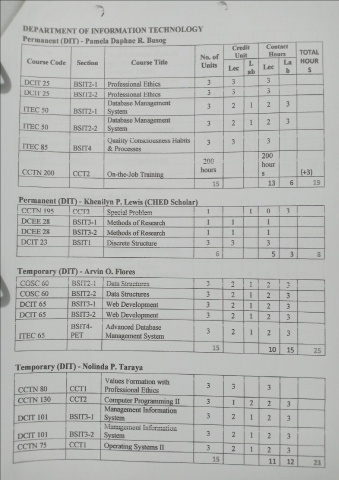 DEPARTMENT OF INFORMATION TECHNOLOGY
Permanent (DIT) - Pamela Daphne R. Busog
Course Code Section Course Title No. of Units Credit Unit Contact Hours TOTAL HOURS
Lec Lab Lec Lab
DCIT 25 BSIT2-1 Professional Ethics 3 3 3
DCIT 25 BSIT2-2 Professional Ethics 3 3 3
ITEC 50 BSIT2-1 Database Management System 3 2 1 2 3
ITEC 50 BSIT2-2 Database Management System 3 2 1 2 3
ITEC 85 BSIT4 Quality Consciousness Habits & Processes 3 3 3
CCTN 200 CCT2 On-the-Job Training 200 hours 200 hours [+3]
15 13 6 19
Permanent (DIT) - Khenilyn P. Lewis (CHED Scholar)
CCTN 195 CCT3 Special Problem 1 1 0 3
DCEE 28 BSIT3-1 Methods of Research 1 1 1
DCEE 28 BSIT3-2 Methods of Research 1 1 1
DCIT 23 BSIT1 Discrete Structure 3 3 3
6 5 3 8
Temporary (DIT) - Arvin O. Flores
COSC 60 BSIT2-1 Data Structures 3 2 1 2 3
COSC 60 BSIT2-2 Data Structures 3 2 1 2 3
DCIT 65 BSIT3-1 Web Development 3 2 1 2 3
DCIT 65 BSIT3-2 Web Development 3 2 1 2 3
ITEC 65 BSIT4-PET Advanced Database Management System 3 2 1 2 3
15 10 15 25
Temporary (DIT) - Nolinda P. Taraya
CCTN 80 CCT1 Values Formation with Professional Ethics 3 3 3
CCTN 130 CCT2 Computer Programming II 3 1 2 2 3
DCIT 101 BSIT3-1 Management Information System 3 2 1 2 3
DCIT 101 BSIT3-2 Management Information System 3 2 1 2 3
CCTN 75 CCT1 Operating Systems II 3 2 1 2 3
15 11 12 23